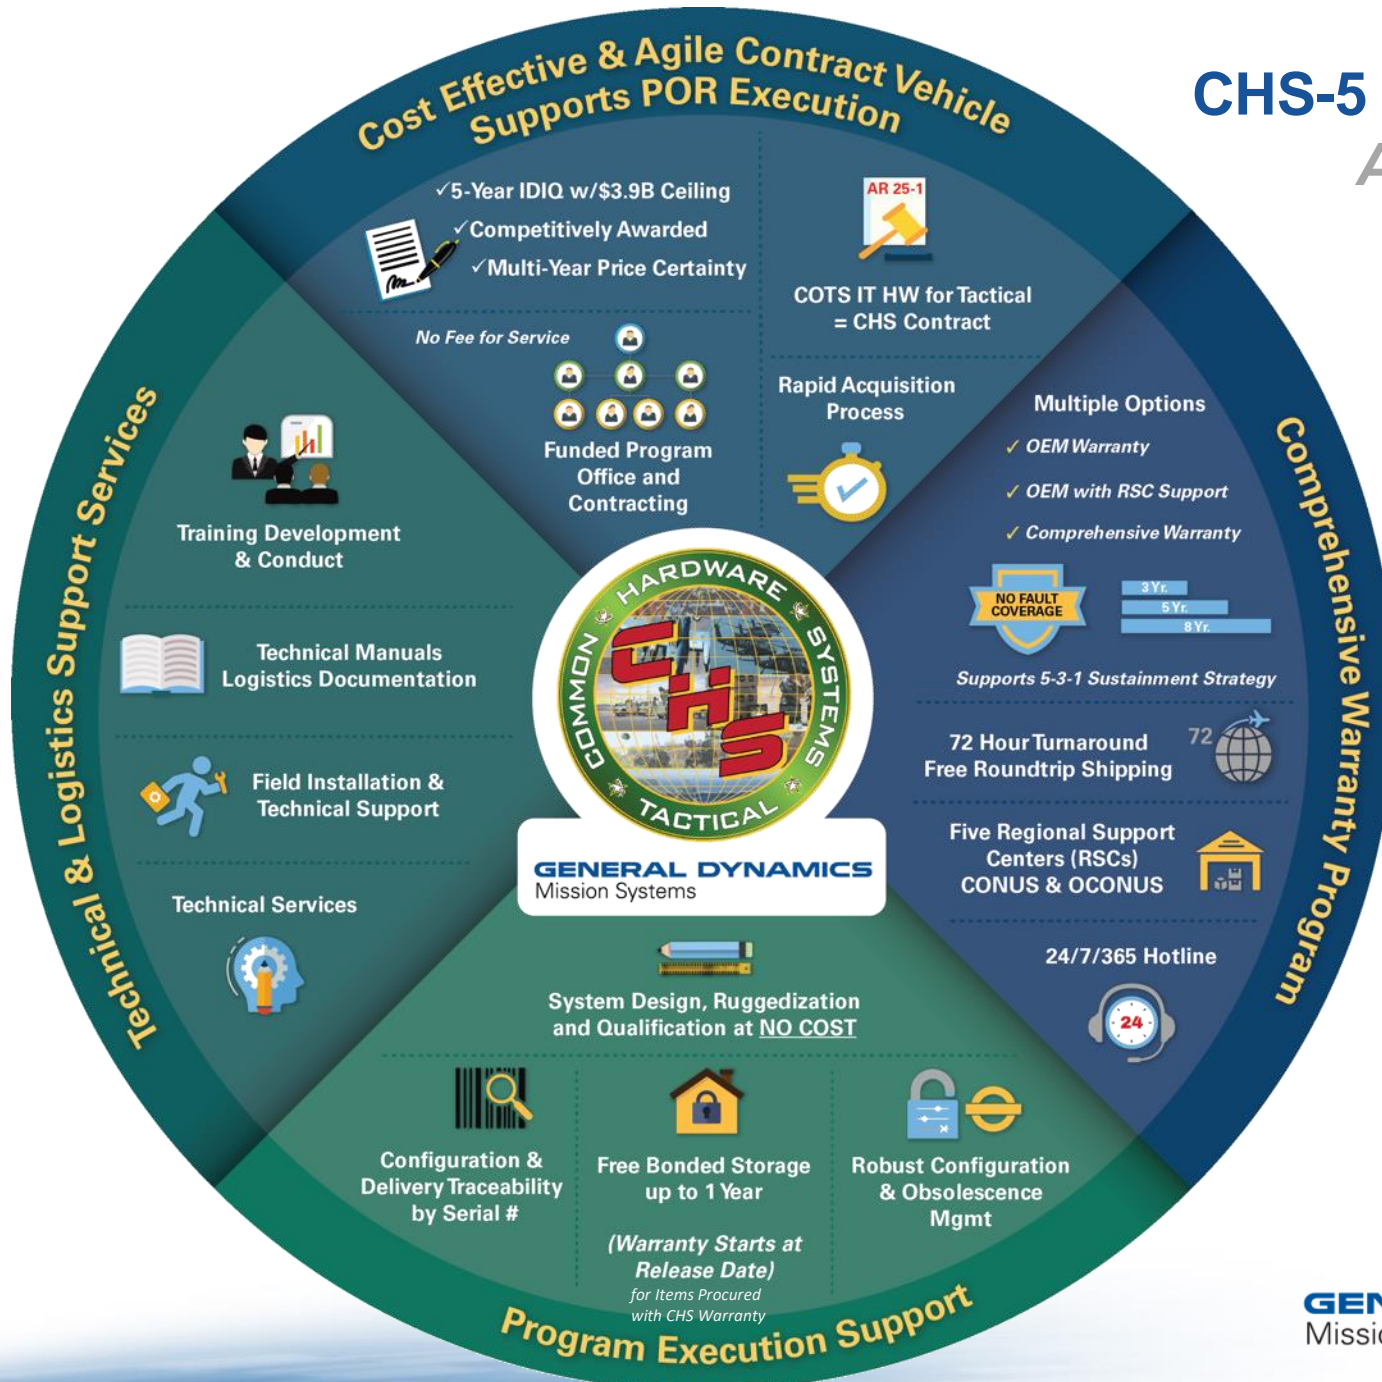 CHS-5
A
Cost Effective & Agile Contract Vehicle
Supports POR Execution
✓5-Year IDIQ w/$3.9B Ceiling
✓Competitively Awarded
✓Multi-Year Price Certainty
AR 25-1
COTS IT HW for Tactical
= CHS Contract
No Fee for Service
Funded Program
Office and
Contracting
Rapid Acquisition
Process
Comprehensive Warranty Program
Multiple Options
✓ OEM Warranty
✓ OEM with RSC Support
✓ Comprehensive Warranty
NO FAULT
COVERAGE
3 Yr.
5 Yr.
8 Yr.
Supports 5-3-1 Sustainment Strategy
72 Hour Turnaround
Free Roundtrip Shipping
72
Five Regional Support
Centers (RSCs)
CONUS & OCONUS
24/7/365 Hotline
24
Technical & Logistics Support Services
Training Development
& Conduct
Technical Manuals
Logistics Documentation
Field Installation &
Technical Support
Technical Services
COMMON HARDWARE SYSTEMS
TACTICAL
CHS
GENERAL DYNAMICS
Mission Systems
System Design, Ruggedization
and Qualification at NO COST
Configuration &
Delivery Traceability
by Serial #
Free Bonded Storage
up to 1 Year
(Warranty Starts at
Release Date)
for Items Procured
with CHS Warranty
Robust Configuration
& Obsolescence
Mgmt
Program Execution Support
GEN
Missi